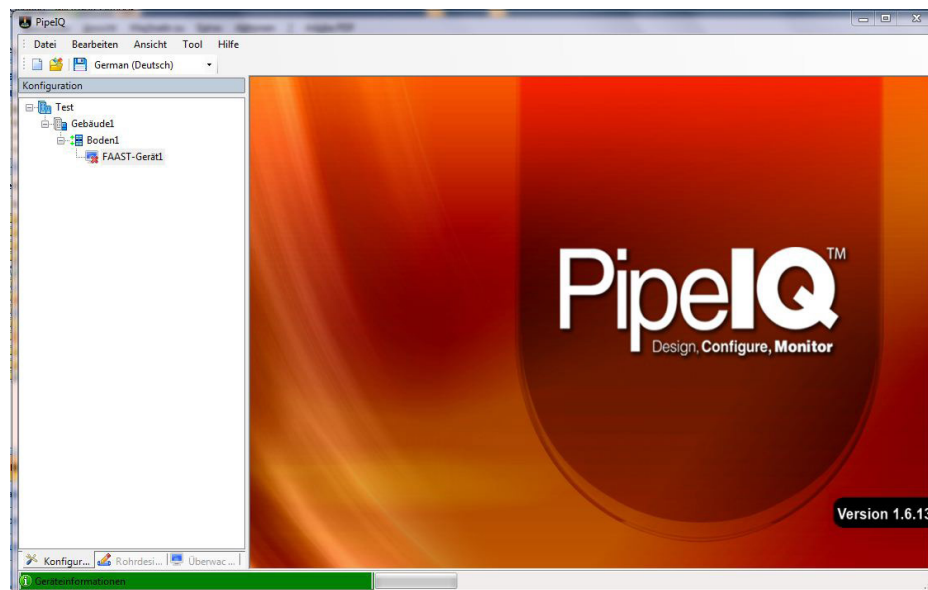 PipeIQ
Datei Bearbeiten Ansicht Tool Hilfe
German (Deutsch)
Konfiguration
Test
Gebäude1
Boden1
FAAST-Gerät1
PipeIQ™
Design, Configure, Monitor
Version 1.6.13
Konfigur... Rohrdesi... Überwac...
Geräteinformationen